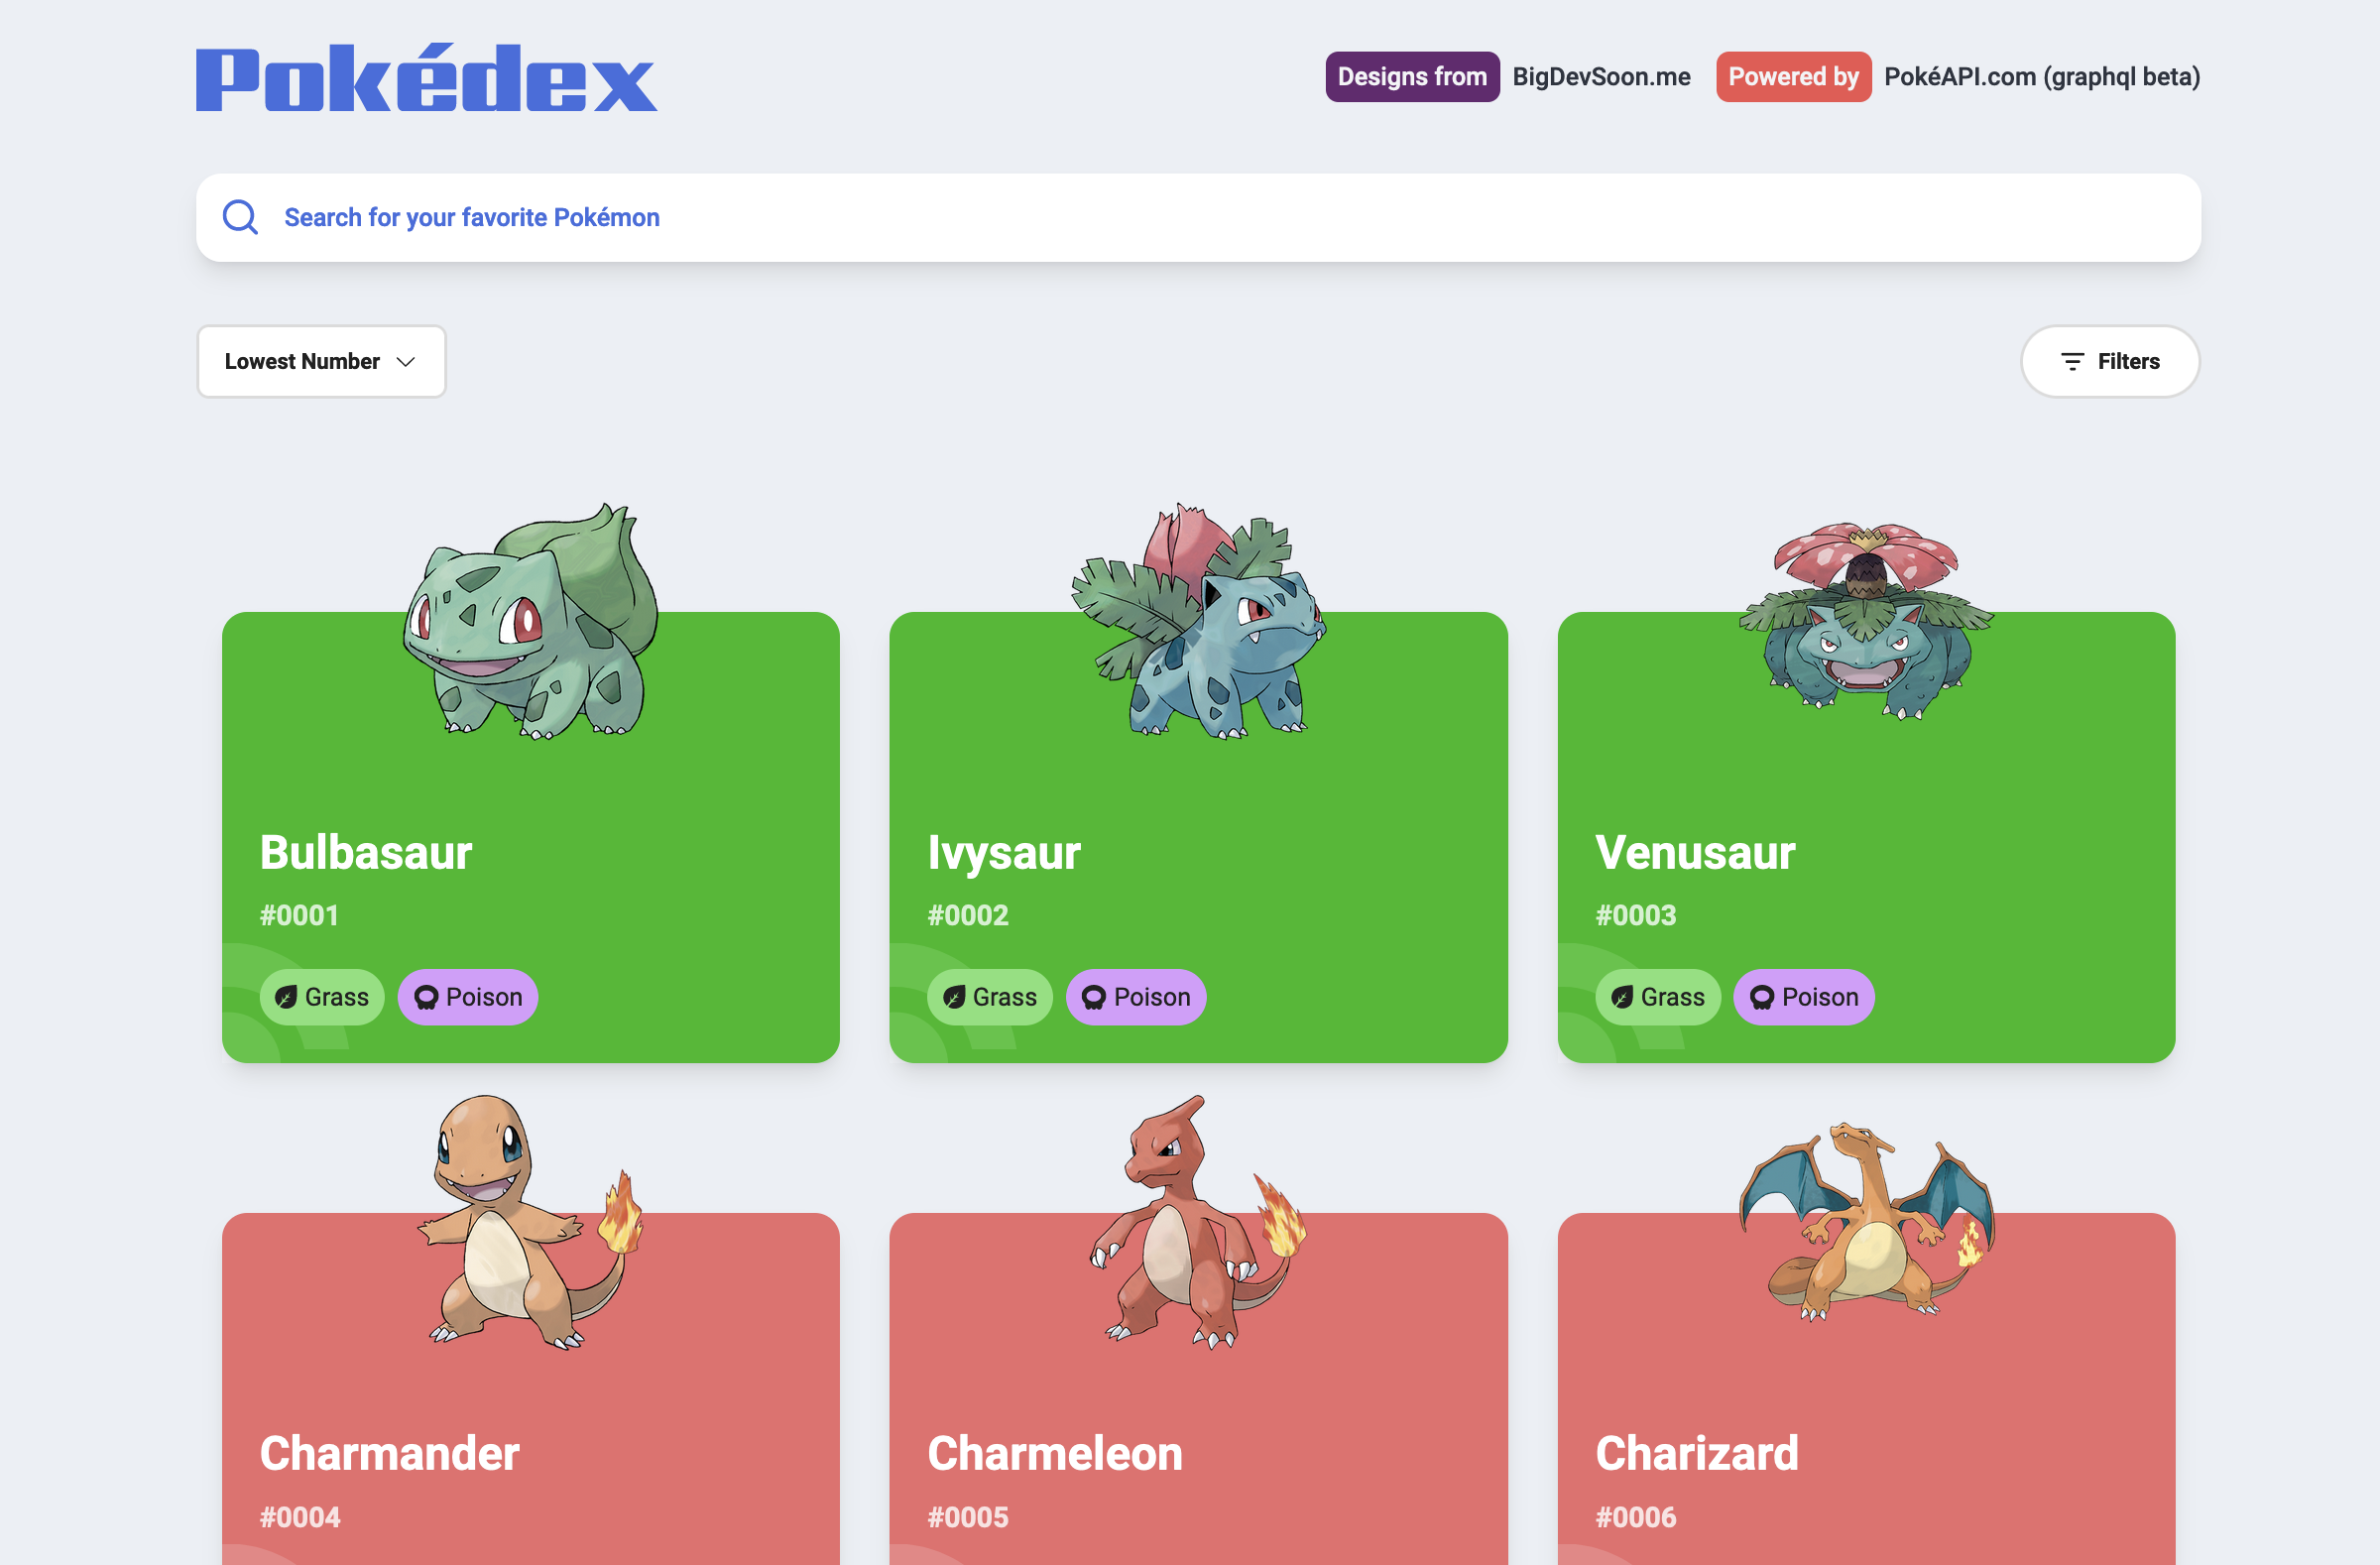 Pokédex
Designs from BigDevSoon.me Powered by PokéAPI.com (graphql beta)
Search for your favorite Pokémon
Lowest Number
Filters
Bulbasaur
#0001
Grass Poison
Ivysaur
#0002
Grass Poison
Venusaur
#0003
Grass Poison
Charmander
#0004
Charmeleon
#0005
Charizard
#0006